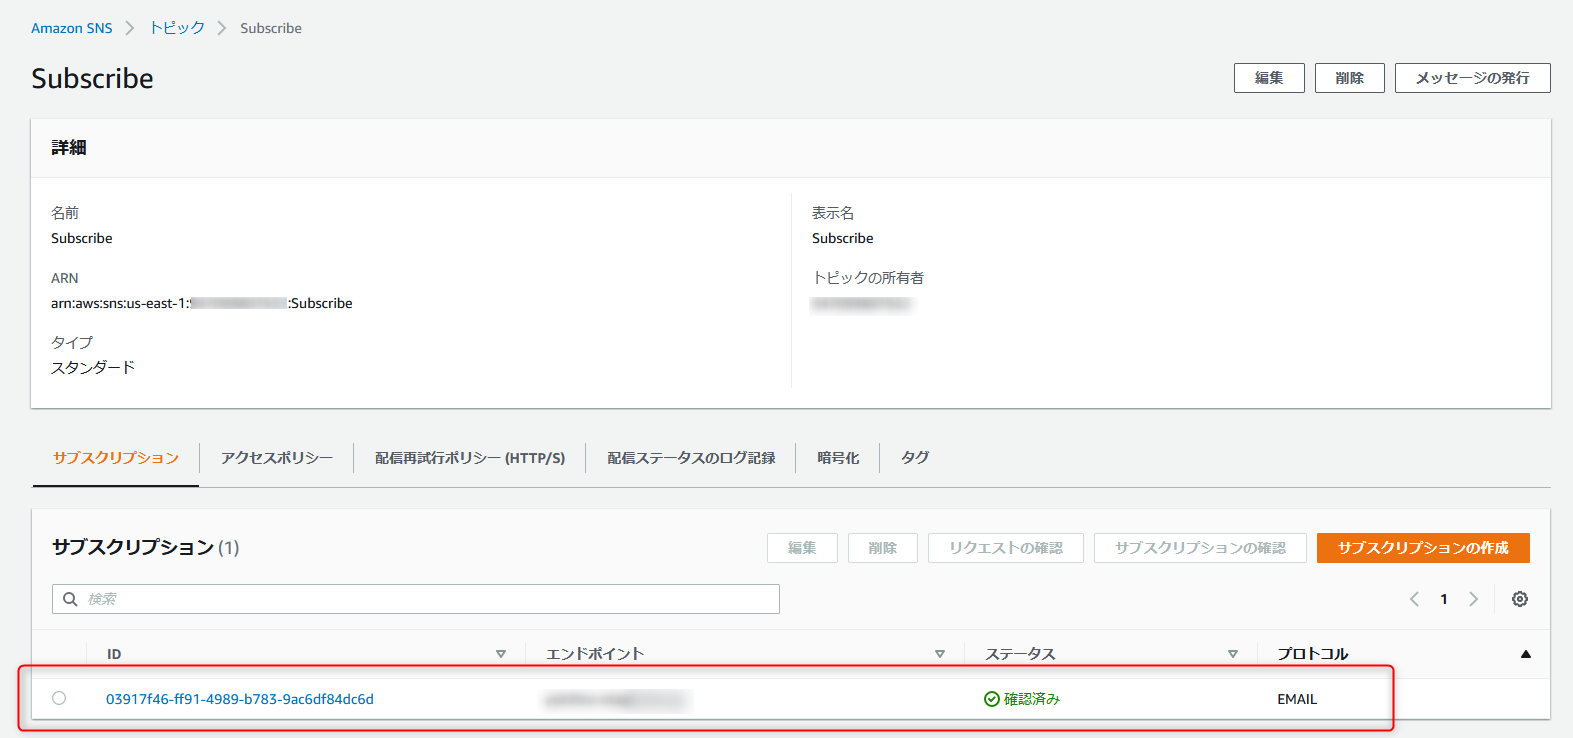 Amazon SNS トピック Subscribe
Subscribe
編集 削除 メッセージの発行
詳細
名前
Subscribe
ARN
arn:aws:sns:us-east-1: :Subscribe
タイプ
スタンダード
表示名
Subscribe
トピックの所有者
サブスクリプション アクセスポリシー 配信再試行ポリシー (HTTP/S) 配信ステータスのログ記録 暗号化 タグ
サブスクリプション (1)
編集 削除 リクエストの確認 サブスクリプションの確認 サブスクリプションの作成
検索
1
ID エンドポイント ステータス プロトコル
03917f46-ff91-4989-b783-9ac6df84dc6d 確認済み EMAIL